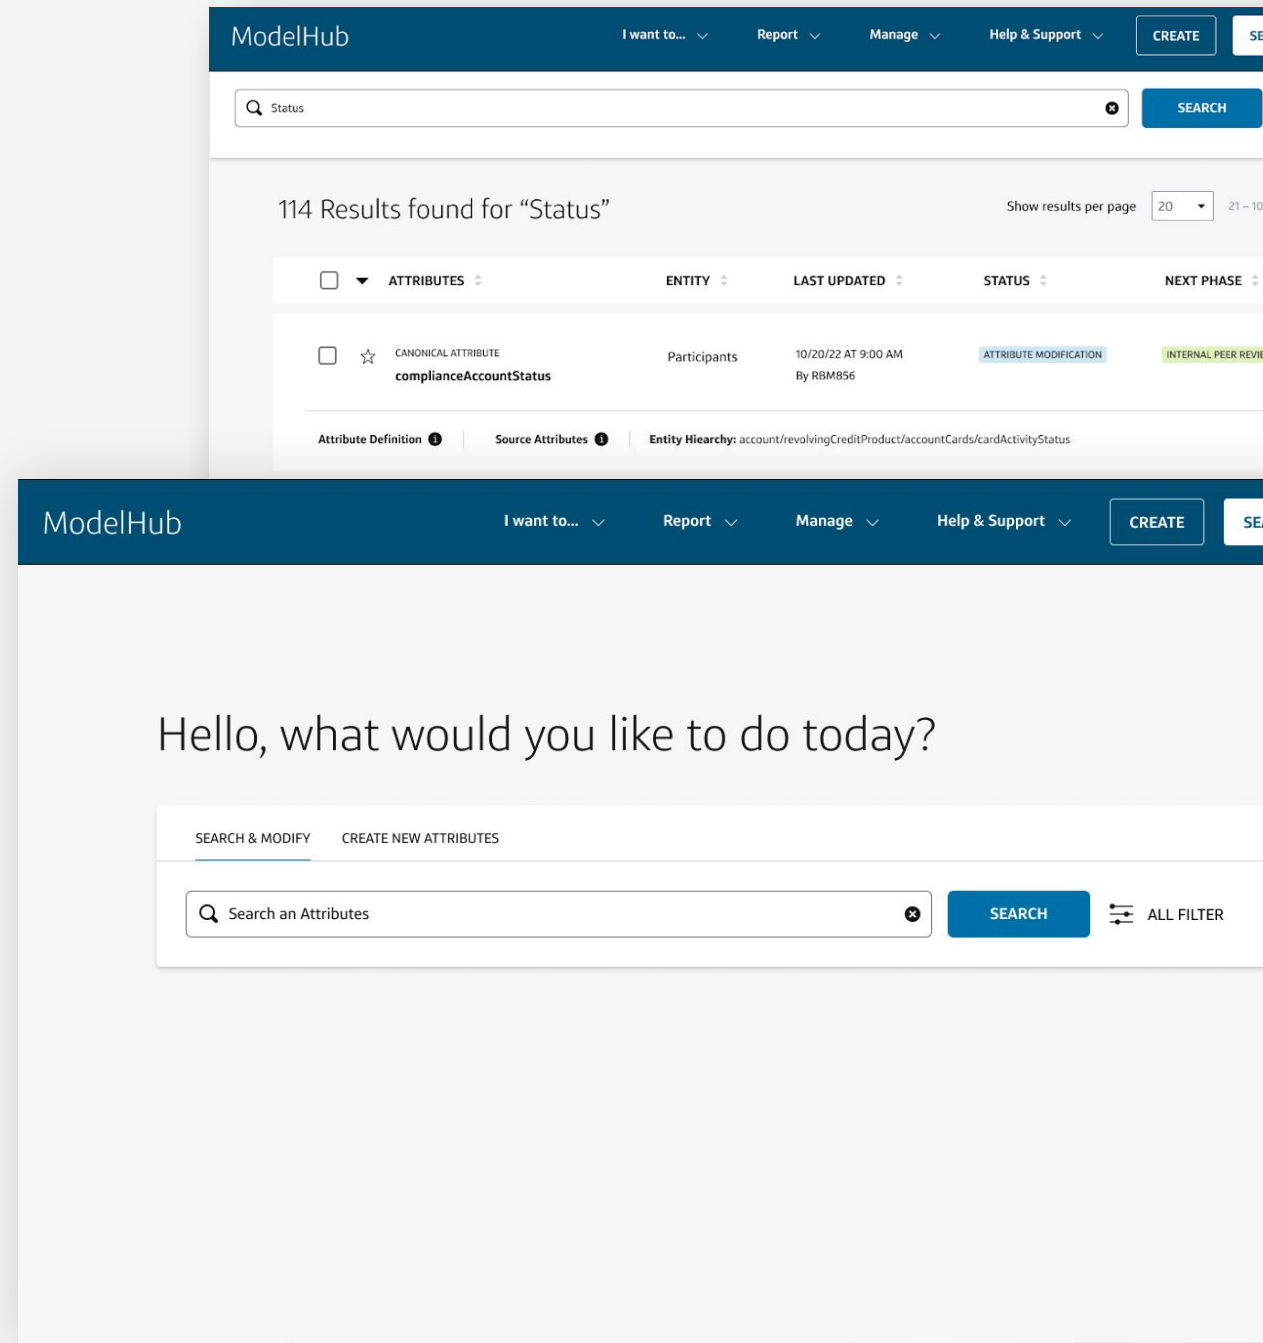 ModelHub I want to... Report Manage Help & Support CREATE
Status SEARCH
114 Results found for “Status” Show results per page 20 21 – 10
ATTRIBUTES ENTITY LAST UPDATED STATUS NEXT PHASE
CANONICAL ATTRIBUTE Participants 10/20/22 AT 9:00 AM ATTRIBUTE MODIFICATION INTERNAL PEER
complianceAccountStatus By RBM856
Attribute Definition Source Attributes Entity Hiearchy: account/revolvingCreditProduct/accountCards/cardActivityStatus
ModelHub I want to... Report Manage Help & Support CREATE
Hello, what would you like to do today?
SEARCH & MODIFY CREATE NEW ATTRIBUTES
Search an Attributes SEARCH ALL FILTER